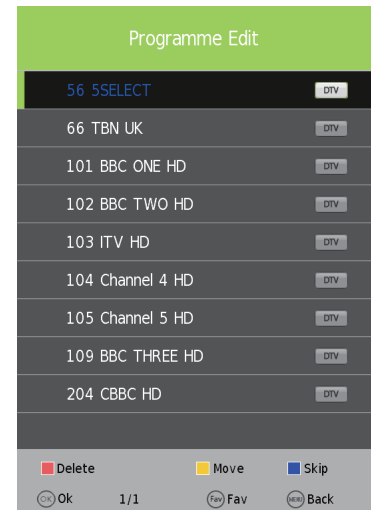 Programme Edit
56 5SELECT DTV
66 TBN UK DTV
101 BBC ONE HD DTV
102 BBC TWO HD DTV
103 ITV HD DTV
104 Channel 4 HD DTV
105 Channel 5 HD DTV
109 BBC THREE HD DTV
204 CBBC HD DTV
Delete Move Skip
OK Ok 1/1 Fav Fav MENU Back